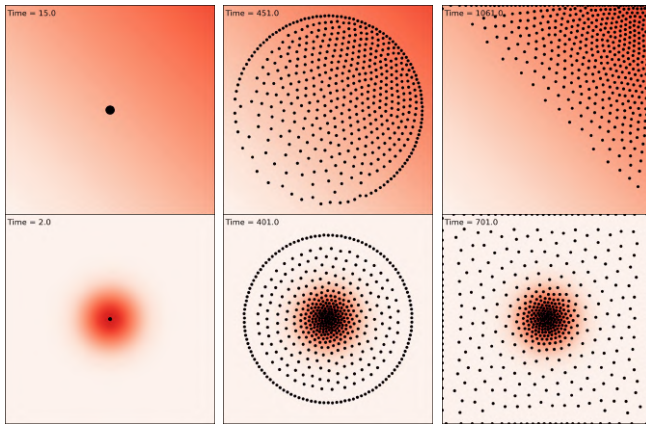 Time = 15.0
Time = 451.0
Time = 1061.0
Time = 2.0
Time = 401.0
Time = 701.0